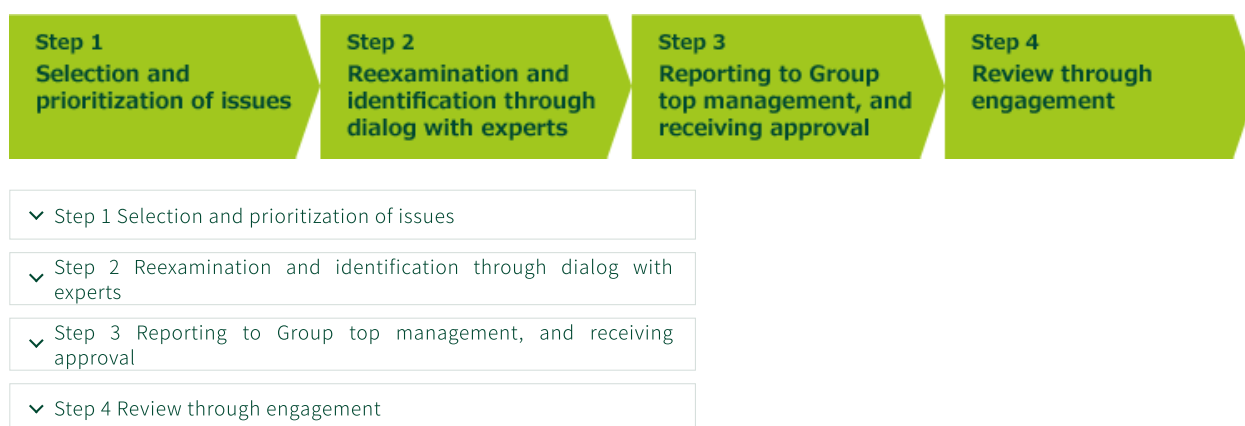 Step 1
Selection and
prioritization of issues
Step 2
Reexamination and
identification through
dialog with experts
Step 3
Reporting to Group
top management, and
receiving approval
Step 4
Review through
engagement
Step 1 Selection and prioritization of issues
Step 2 Reexamination and identification through dialog with
experts
Step 3 Reporting to Group top management, and receiving
approval
Step 4 Review through engagement